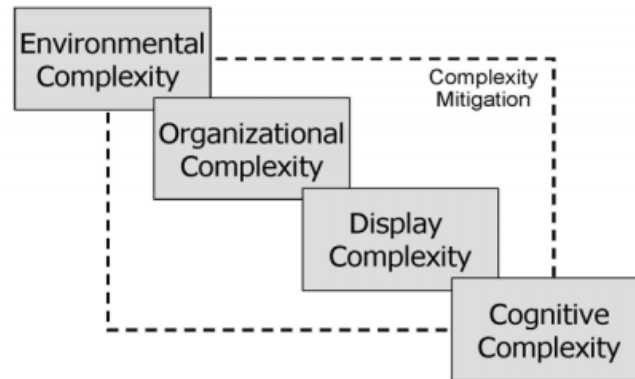 Environmental
Complexity
Complexity
Mitigation
Organizational
Complexity
Display
Complexity
Cognitive
Complexity